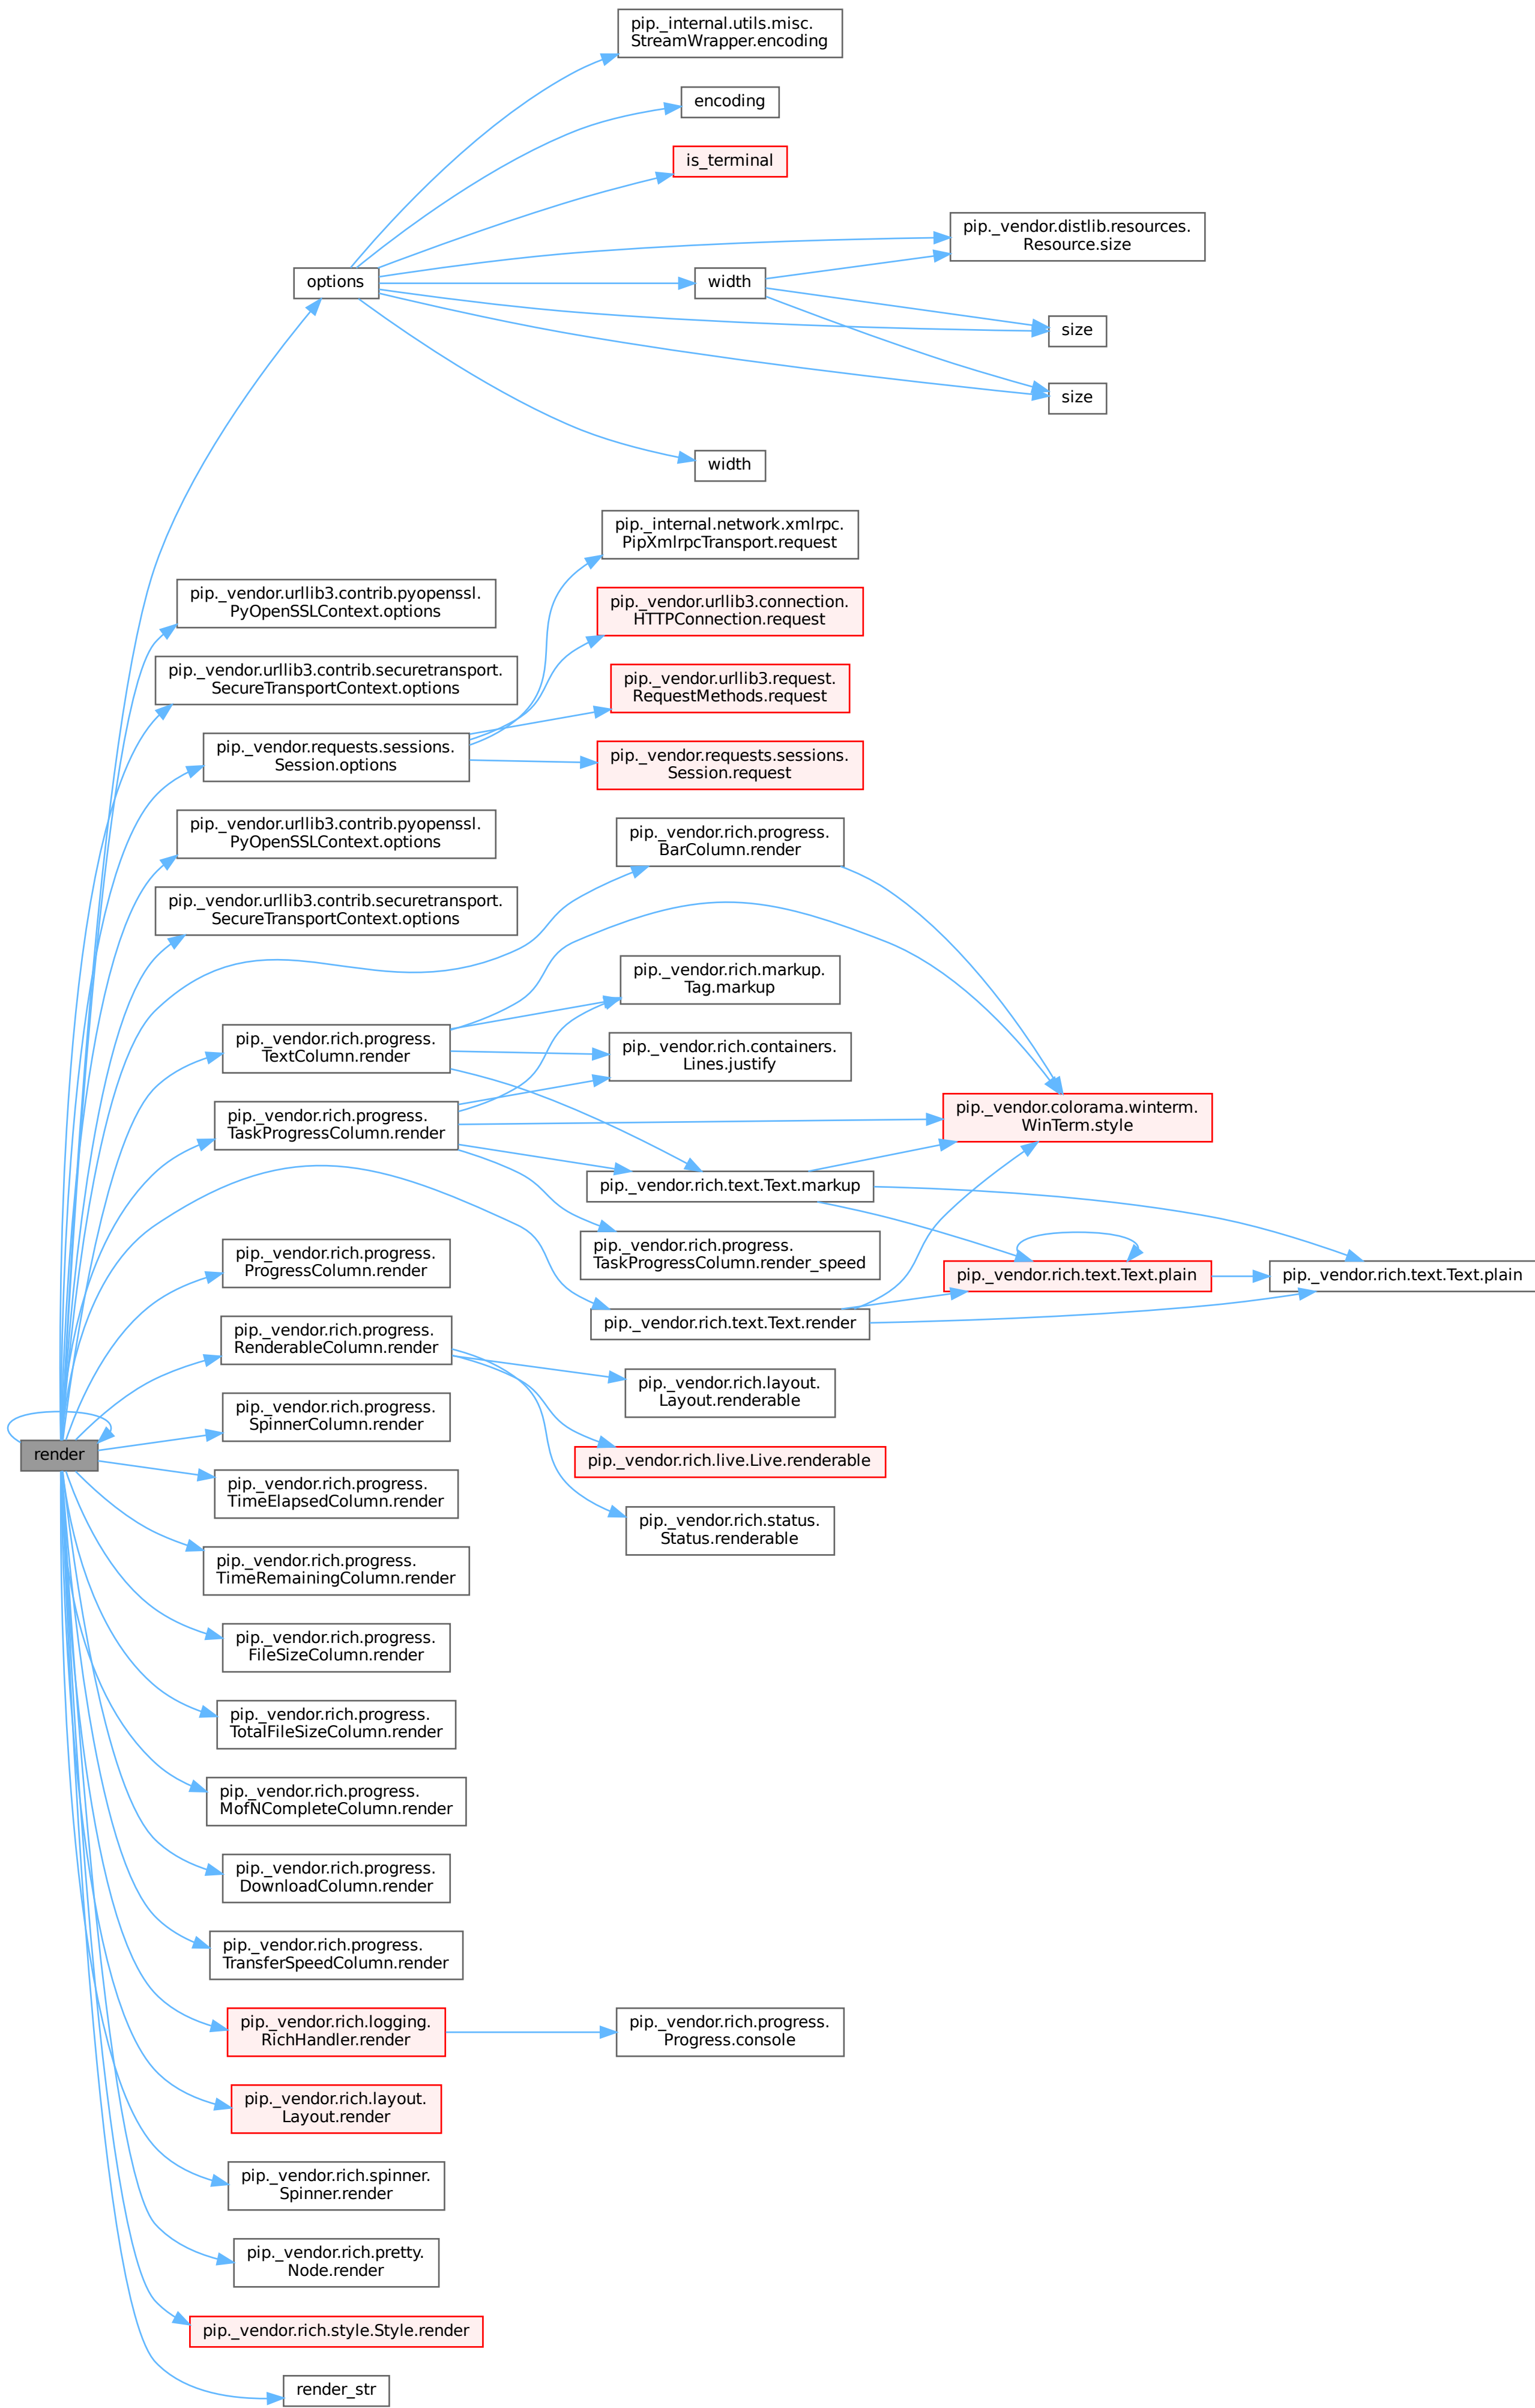 pip._internal.utils.misc.
StreamWrapper.encoding
encoding
is_terminal
pip._vendor.distlib.resources.
Resource.size
options
width
size
size
width
pip._internal.network.xmlrpc.
PipXmlrpcTransport.request
pip._vendor.urllib3.contrib.pyopenssl.
PyOpenSSLContext.options
pip._vendor.urllib3.connection.
HTTPConnection.request
pip._vendor.urllib3.contrib.securetransport.
SecureTransportContext.options
pip._vendor.urllib3.request.
RequestMethods.request
pip._vendor.requests.sessions.
Session.options
pip._vendor.requests.sessions.
Session.request
pip._vendor.urllib3.contrib.pyopenssl.
PyOpenSSLContext.options
pip._vendor.rich.progress.
BarColumn.render
pip._vendor.urllib3.contrib.securetransport.
SecureTransportContext.options
pip._vendor.rich.markup.
Tag.markup
pip._vendor.rich.progress.
TextColumn.render
pip._vendor.rich.containers.
Lines.justify
pip._vendor.rich.progress.
TaskProgressColumn.render
pip._vendor.colorama.winterm.
WinTerm.style
pip._vendor.rich.text.Text.markup
pip._vendor.rich.progress.
TaskProgressColumn.render_speed
pip._vendor.rich.progress.
ProgressColumn.render
pip._vendor.rich.text.Text.plain
pip._vendor.rich.text.Text.plain
pip._vendor.rich.text.Text.render
pip._vendor.rich.progress.
RenderableColumn.render
pip._vendor.rich.layout.
Layout.renderable
pip._vendor.rich.progress.
SpinnerColumn.render
render
pip._vendor.rich.live.Live.renderable
pip._vendor.rich.progress.
TimeElapsedColumn.render
pip._vendor.rich.status.
Status.renderable
pip._vendor.rich.progress.
TimeRemainingColumn.render
pip._vendor.rich.progress.
FileSizeColumn.render
pip._vendor.rich.progress.
TotalFileSizeColumn.render
pip._vendor.rich.progress.
MofNCompleteColumn.render
pip._vendor.rich.progress.
DownloadColumn.render
pip._vendor.rich.progress.
TransferSpeedColumn.render
pip._vendor.rich.logging.
RichHandler.render
pip._vendor.rich.progress.
Progress.console
pip._vendor.rich.layout.
Layout.render
pip._vendor.rich.spinner.
Spinner.render
pip._vendor.rich.pretty.
Node.render
pip._vendor.rich.style.Style.render
render_str